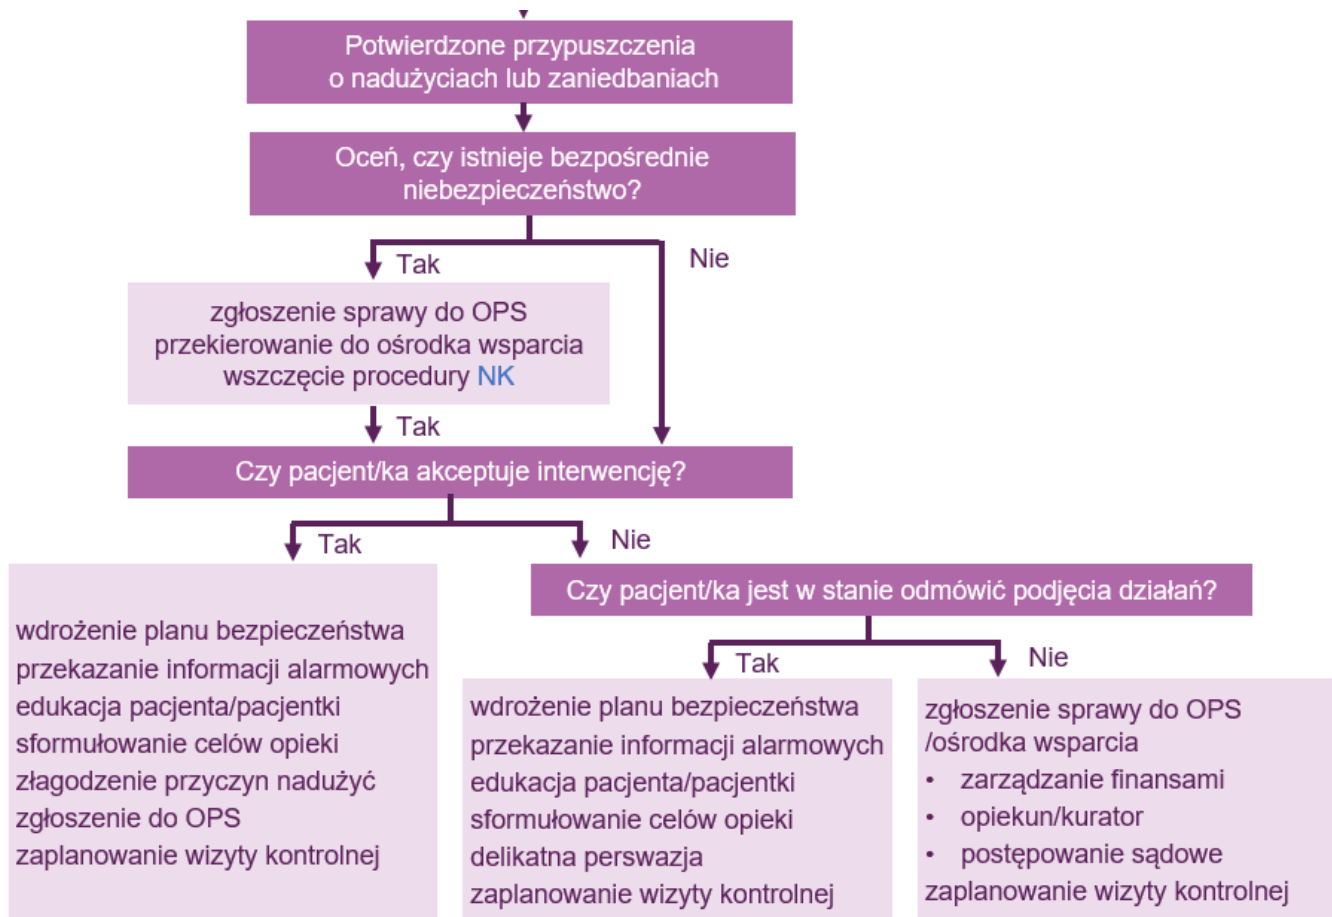 Potwierdzone przypuszczenia
o nadużyciach lub zaniedbaniach
Oceń, czy istnieje bezpośrednie
niebezpieczeństwo?
Tak
Nie
zgłoszenie sprawy do OPS
przekierowanie do ośrodka wsparcia
wszczęcie procedury NK
Tak
Czy pacjent/ka akceptuje interwencję?
Tak
Nie
wdrożenie planu bezpieczeństwa
przekazanie informacji alarmowych
edukacja pacjenta/pacjentki
sformułowanie celów opieki
złagodzenie przyczyn nadużyć
zgłoszenie do OPS
zaplanowanie wizyty kontrolnej
Czy pacjent/ka jest w stanie odmówić podjęcia działań?
Tak
Nie
wdrożenie planu bezpieczeństwa
przekazanie informacji alarmowych
edukacja pacjenta/pacjentki
sformułowanie celów opieki
delikatna perswazja
zaplanowanie wizyty kontrolnej
zgłoszenie sprawy do OPS
/ośrodka wsparcia
• zarządzanie finansami
• opiekun/kurator
• postępowanie sądowe
zaplanowanie wizyty kontrolnej